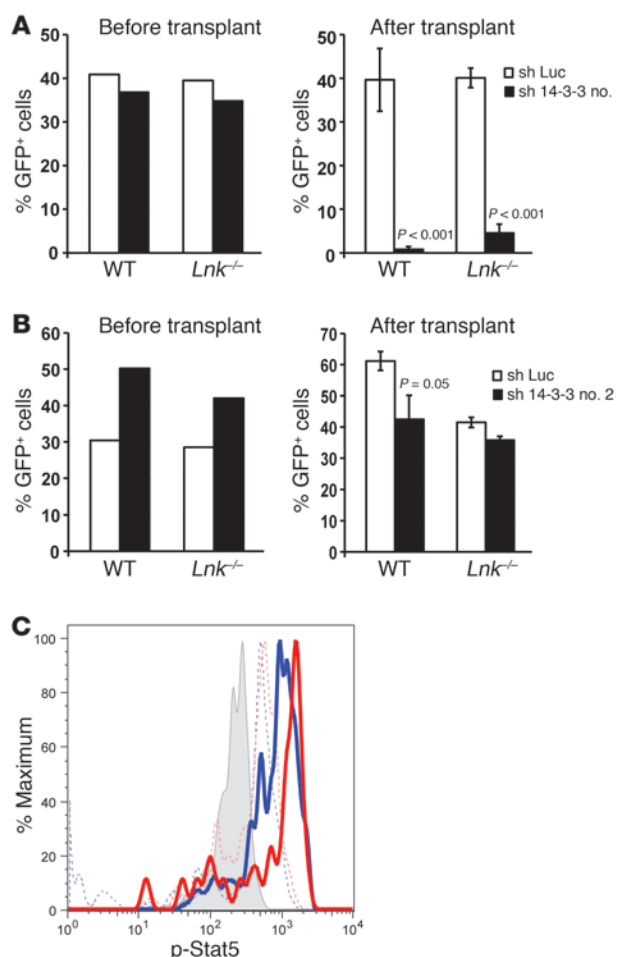 A
Before transplant
After transplant
% GFP+ cells
50
40
30
20
10
0
WT
Lnk–/–
% GFP+ cells
50
40
30
20
10
0
P < 0.001
P < 0.001
WT
Lnk–/–
sh Luc
sh 14-3-3 no.
B
Before transplant
After transplant
% GFP+ cells
60
50
40
30
20
10
0
WT
Lnk–/–
% GFP+ cells
70
60
50
40
30
20
10
0
P = 0.05
WT
Lnk–/–
sh Luc
sh 14-3-3 no. 2
C
% Maximum
100
80
60
40
20
0
10⁰
10¹
10²
10³
10⁴
p-Stat5